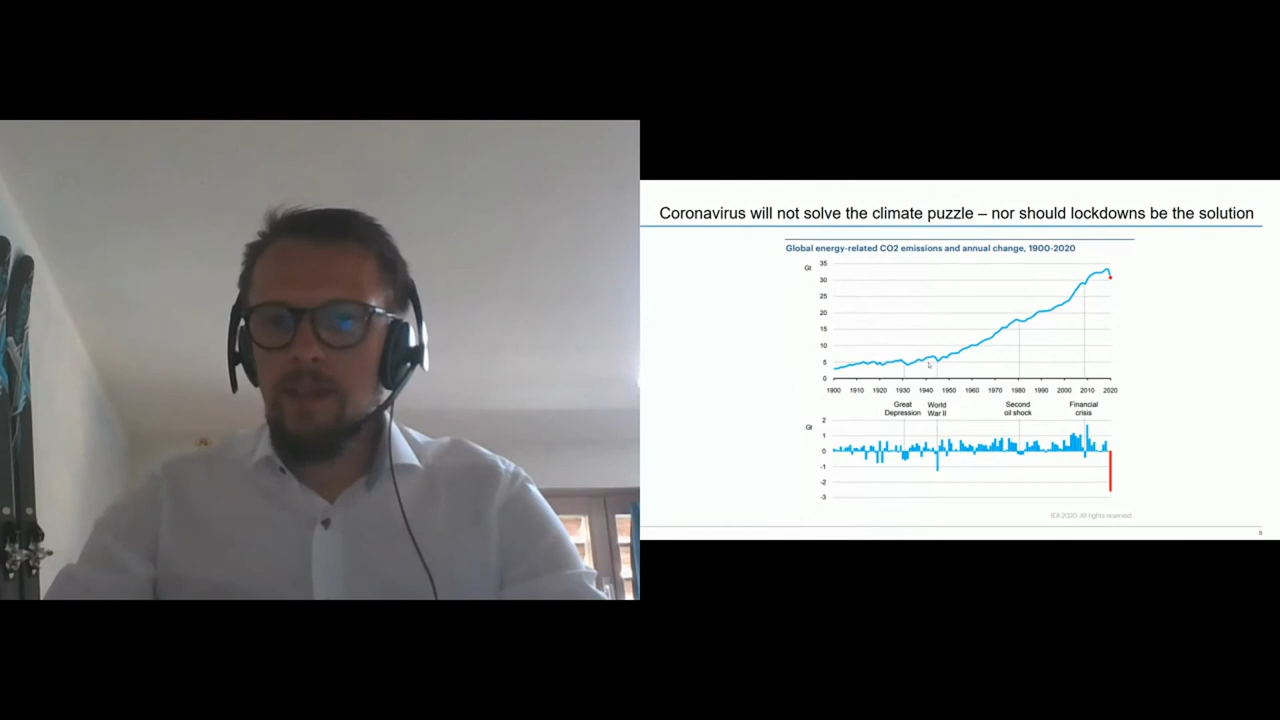 Coronavirus will not solve the climate puzzle – nor should lockdowns be the solution
Global energy-related CO2 emissions and annual change, 1900-2020
Gt
35
30
25
20
15
10
5
0
1900 1910 1920 1930 1940 1950 1960 1970 1980 1990 2000 2010 2020
Great Depression
World War II
Second oil shock
Financial crisis
Gt
2
1
0
-1
-2
-3
IEA 2020. All rights reserved.
8